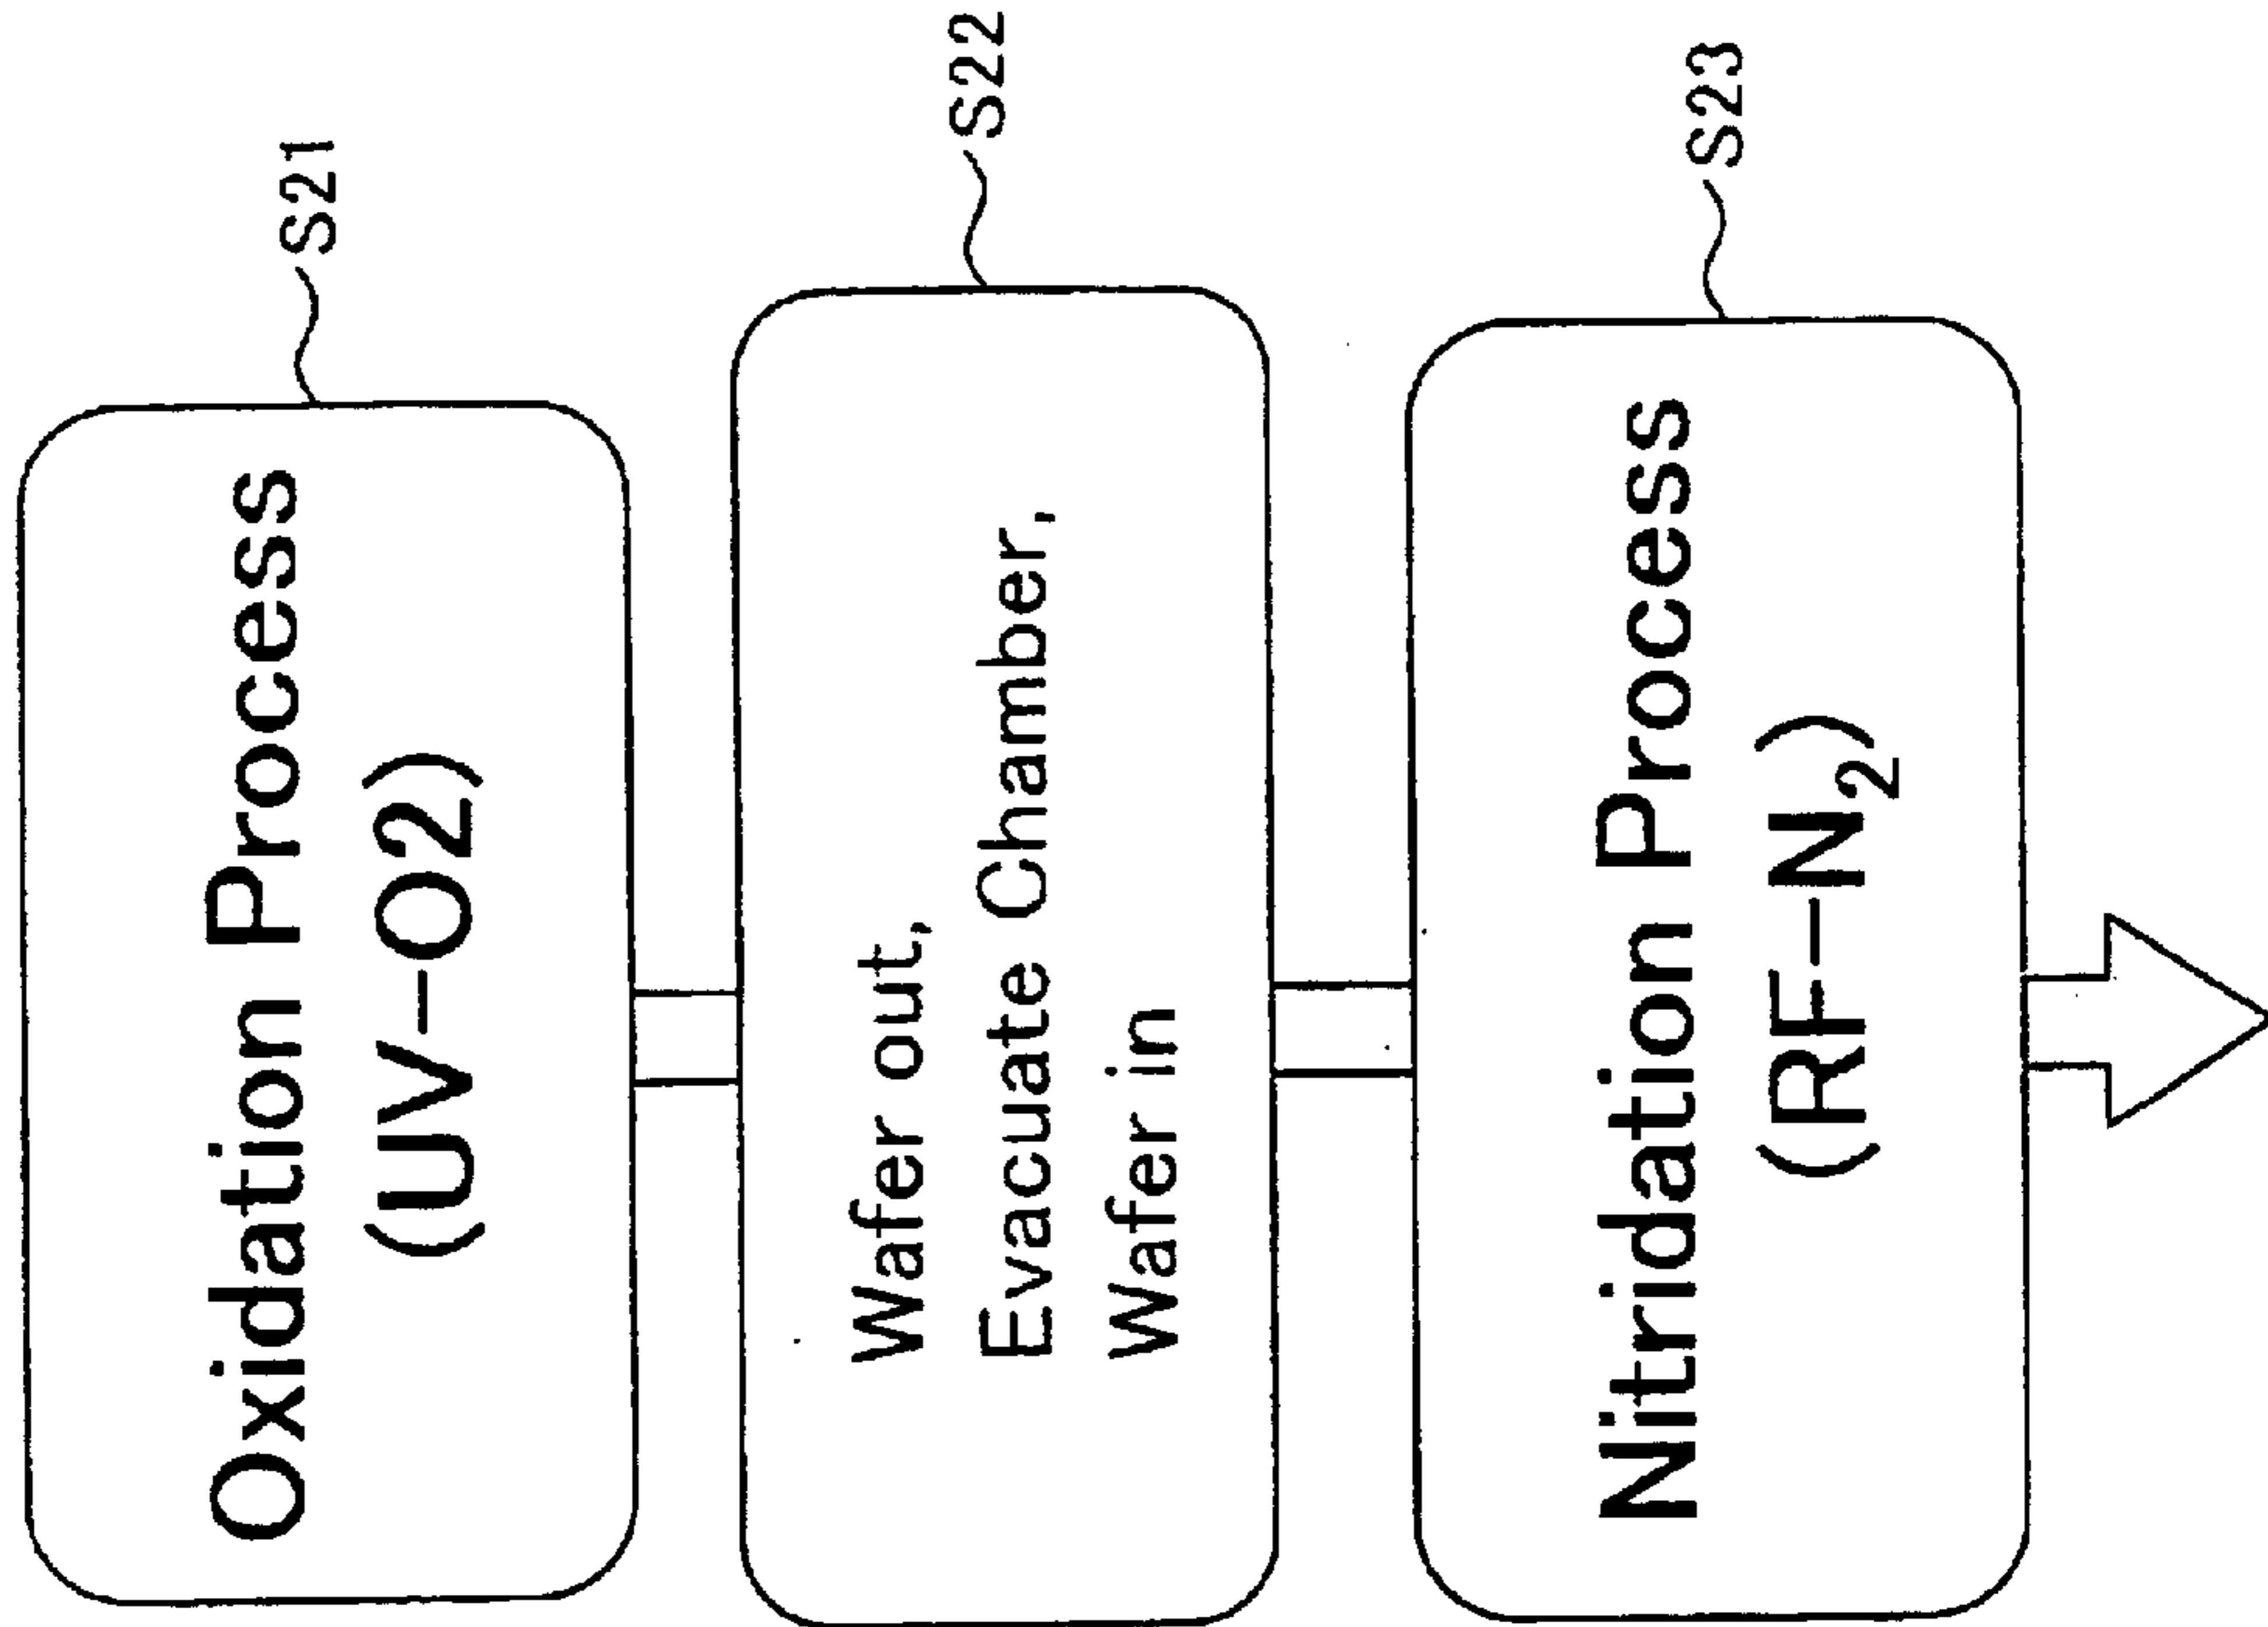 Oxidation Process
(UV-O2)
S21
Wafer out,
Evacuate Chamber,
Wafer in
S22
Nitridation Process
(RF-N₂)
S23